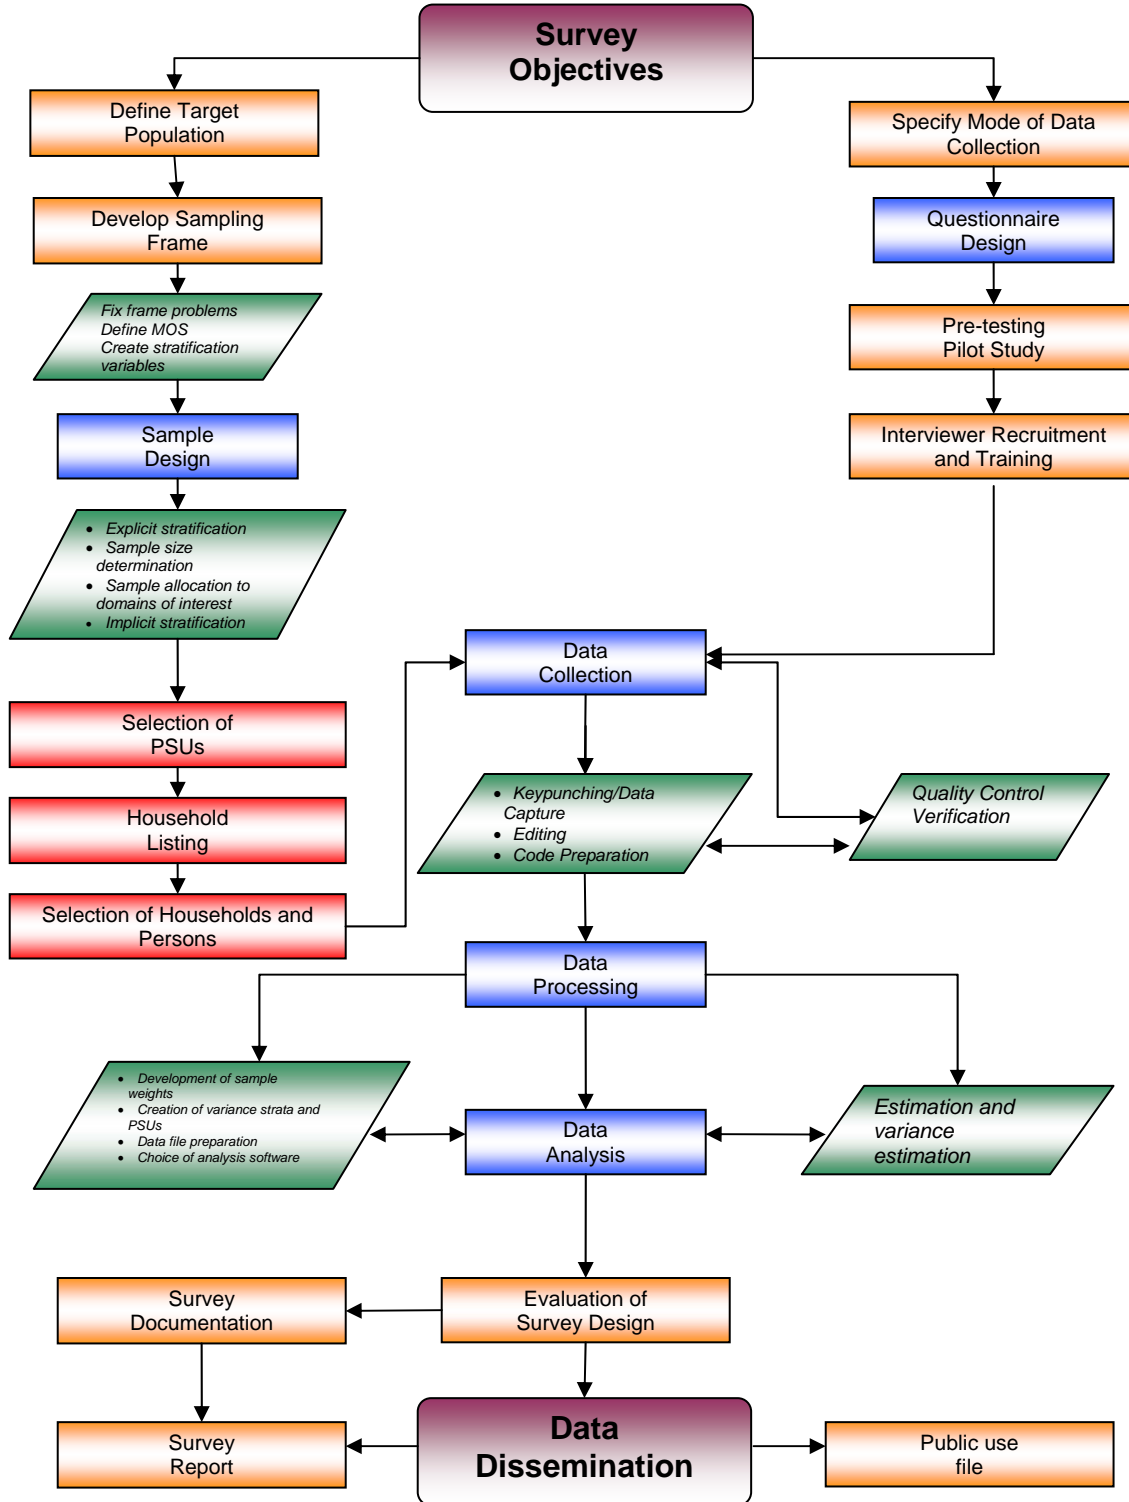 Survey
Objectives
Define Target
Population
Specify Mode of Data
Collection
Develop Sampling
Frame
Questionnaire
Design
Fix frame problems
Define MOS
Create stratification
variables
Pre-testing
Pilot Study
Sample
Design
Interviewer Recruitment
and Training
• Explicit stratification
• Sample size
determination
• Sample allocation to
domains of interest
• Implicit stratification
Data
Collection
Selection of
PSUs
Household
Listing
Selection of Households and
Persons
• Keypunching/Data
Capture
• Editing
• Code Preparation
Quality Control
Verification
Data
Processing
• Development of sample
weights
• Creation of variance strata and
PSUs
• Data file preparation
• Choice of analysis software
Data
Analysis
Estimation and
variance
estimation
Survey
Documentation
Evaluation of
Survey Design
Survey
Report
Data
Dissemination
Public use
file